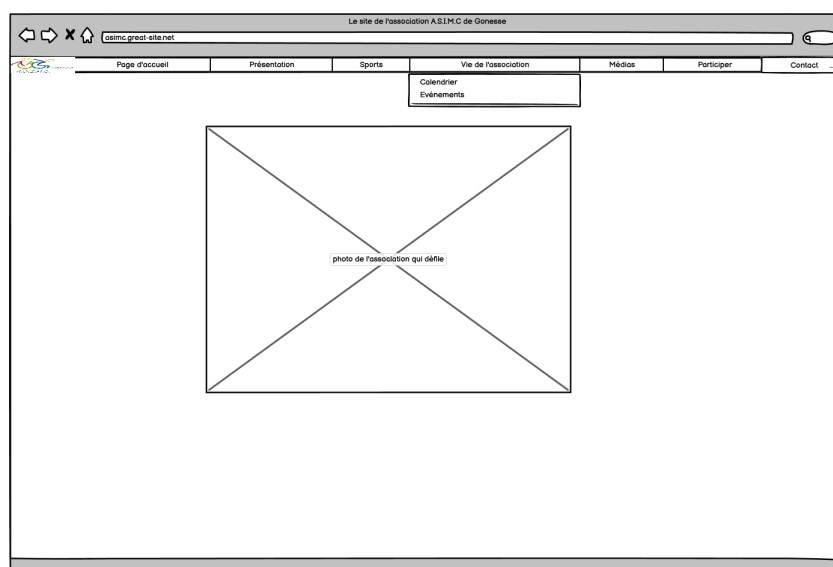 Le site de l'association A.S.I.M.C de Gonesse
asimc.great-site.net
Page d'accueil Présentation Sports Vie de l'association Médias Participer Contact
Calendrier
Evénements
photo de l'association qui défile